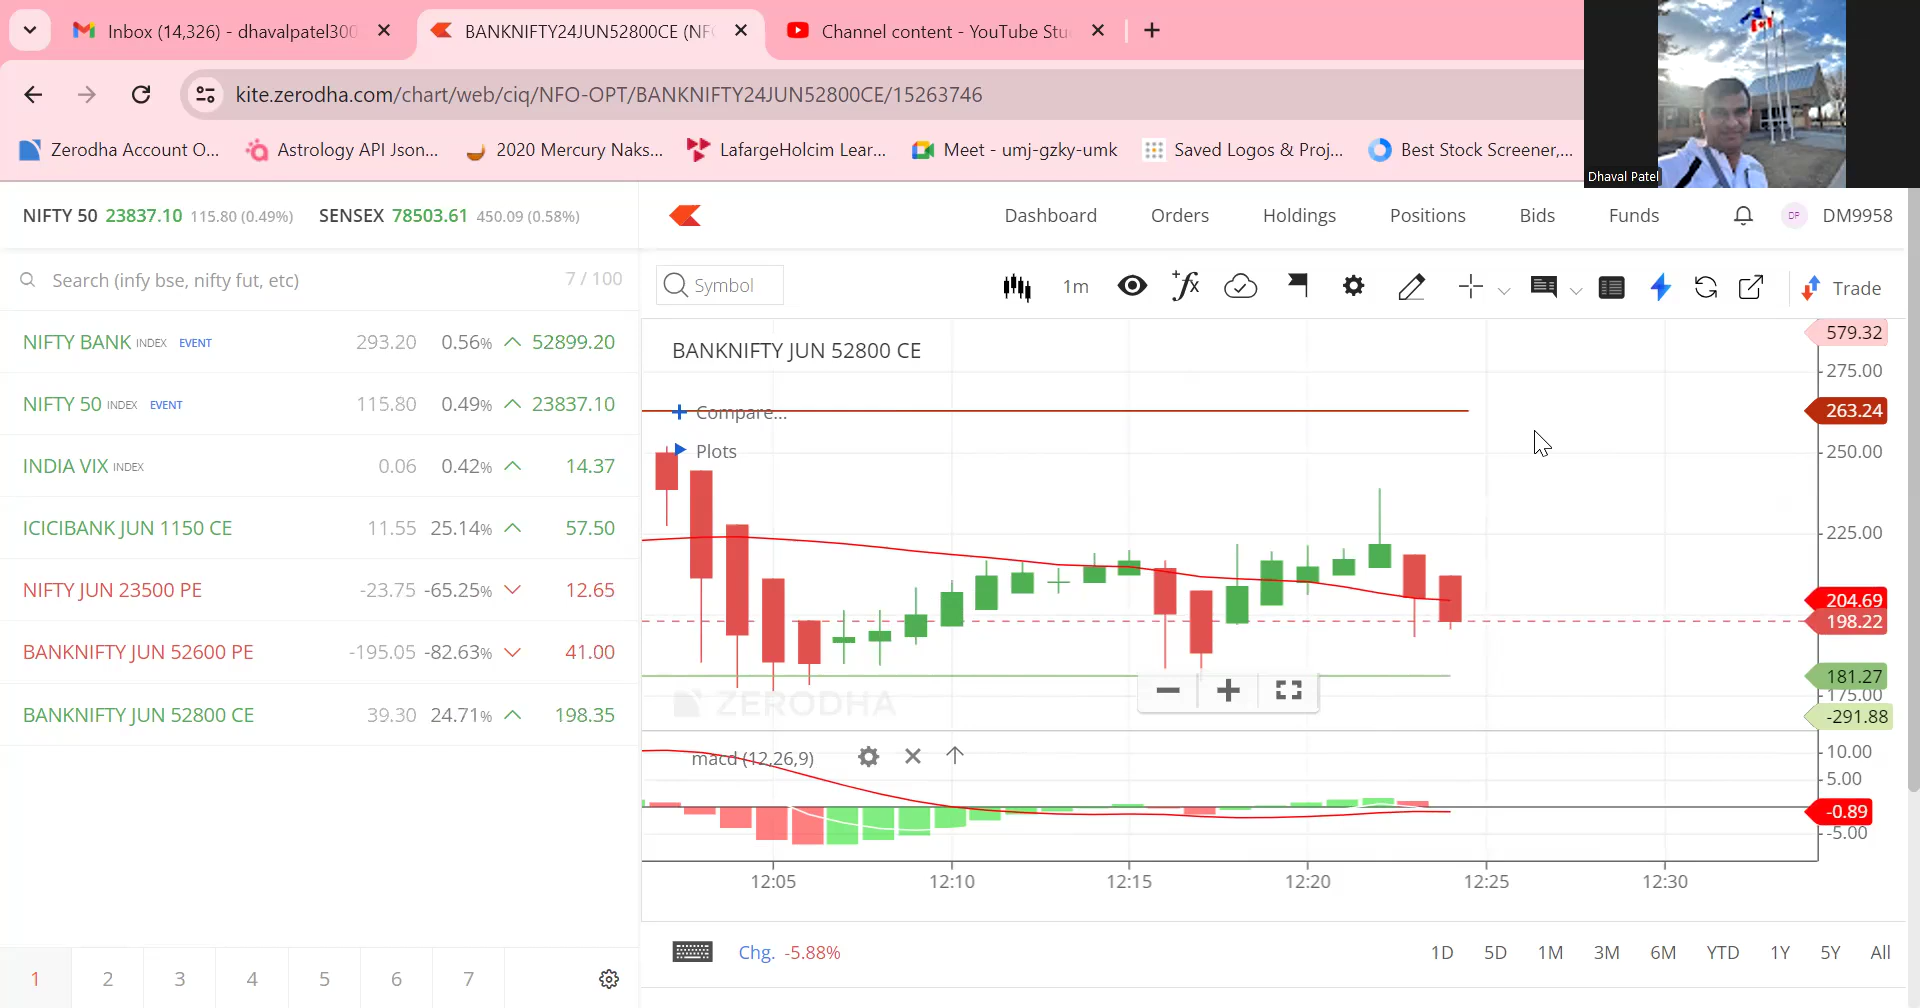 Inbox (14,326) - dhavalpatel300
BANKNIFTY24JUN52800CE (NF
Channel content - YouTube Stu
kite.zerodha.com/chart/web/ciq/NFO-OPT/BANKNIFTY24JUN52800CE/15263746
Zerodha Account O...
Astrology API Json...
2020 Mercury Naks...
LafargeHolcim Lear...
Meet - umj-gzky-umk
Saved Logos & Proj...
Best Stock Screener,...
Dhaval Patel
NIFTY 50 23837.10 115.80 (0.49%) SENSEX 78503.61 450.09 (0.58%)
Dashboard Orders Holdings Positions Bids Funds DP DM9958
Search (infy bse, nifty fut, etc) 7 / 100
Symbol 1m Trade
NIFTY BANK INDEX EVENT 293.20 0.56% 52899.20
NIFTY 50 INDEX EVENT 115.80 0.49% 23837.10
INDIA VIX INDEX 0.06 0.42% 14.37
ICICIBANK JUN 1150 CE 11.55 25.14% 57.50
NIFTY JUN 23500 PE -23.75 -65.25% 12.65
BANKNIFTY JUN 52600 PE -195.05 -82.63% 41.00
BANKNIFTY JUN 52800 CE 39.30 24.71% 198.35
1 2 3 4 5 6 7
BANKNIFTY JUN 52800 CE
Compare...
Plots
579.32
275.00
263.24
250.00
225.00
204.69
198.22
181.27
175.00
-291.88
ZERODHA
macd (12,26,9)
10.00
5.00
-0.89
-5.00
12:05 12:10 12:15 12:20 12:25 12:30
Chg. -5.88%
1D 5D 1M 3M 6M YTD 1Y 5Y All